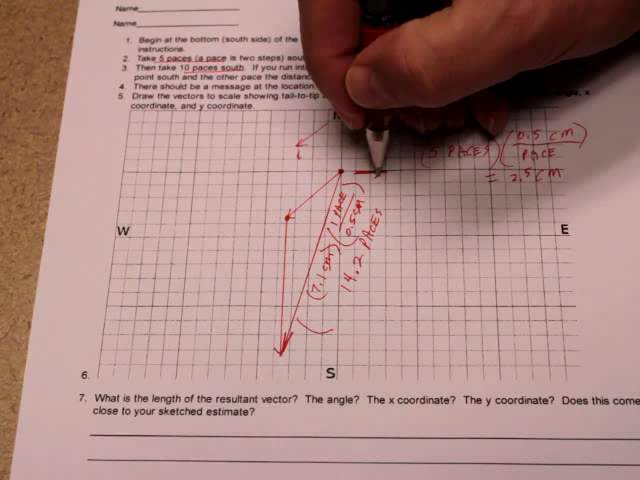 Name
Name
1. Begin at the bottom (south side) of the
instructions.
2. Take 5 paces (a pace is two steps) sou
3. Then take 10 paces south. If you run int
point south and the other pace the distanc
4. There should be a message at the location.
5. Draw the vectors to scale showing tail-to-tip
angle, x
coordinate, and y coordinate.
(5 PACES) (0.5 CM
PACE)
= 2.5 CM
W
E
(7.1 CM) (1 PACE
0.5 CM)
14.2 PACES
6.
S
7. What is the length of the resultant vector? The angle? The x coordinate? The y coordinate? Does this come
close to your sketched estimate?